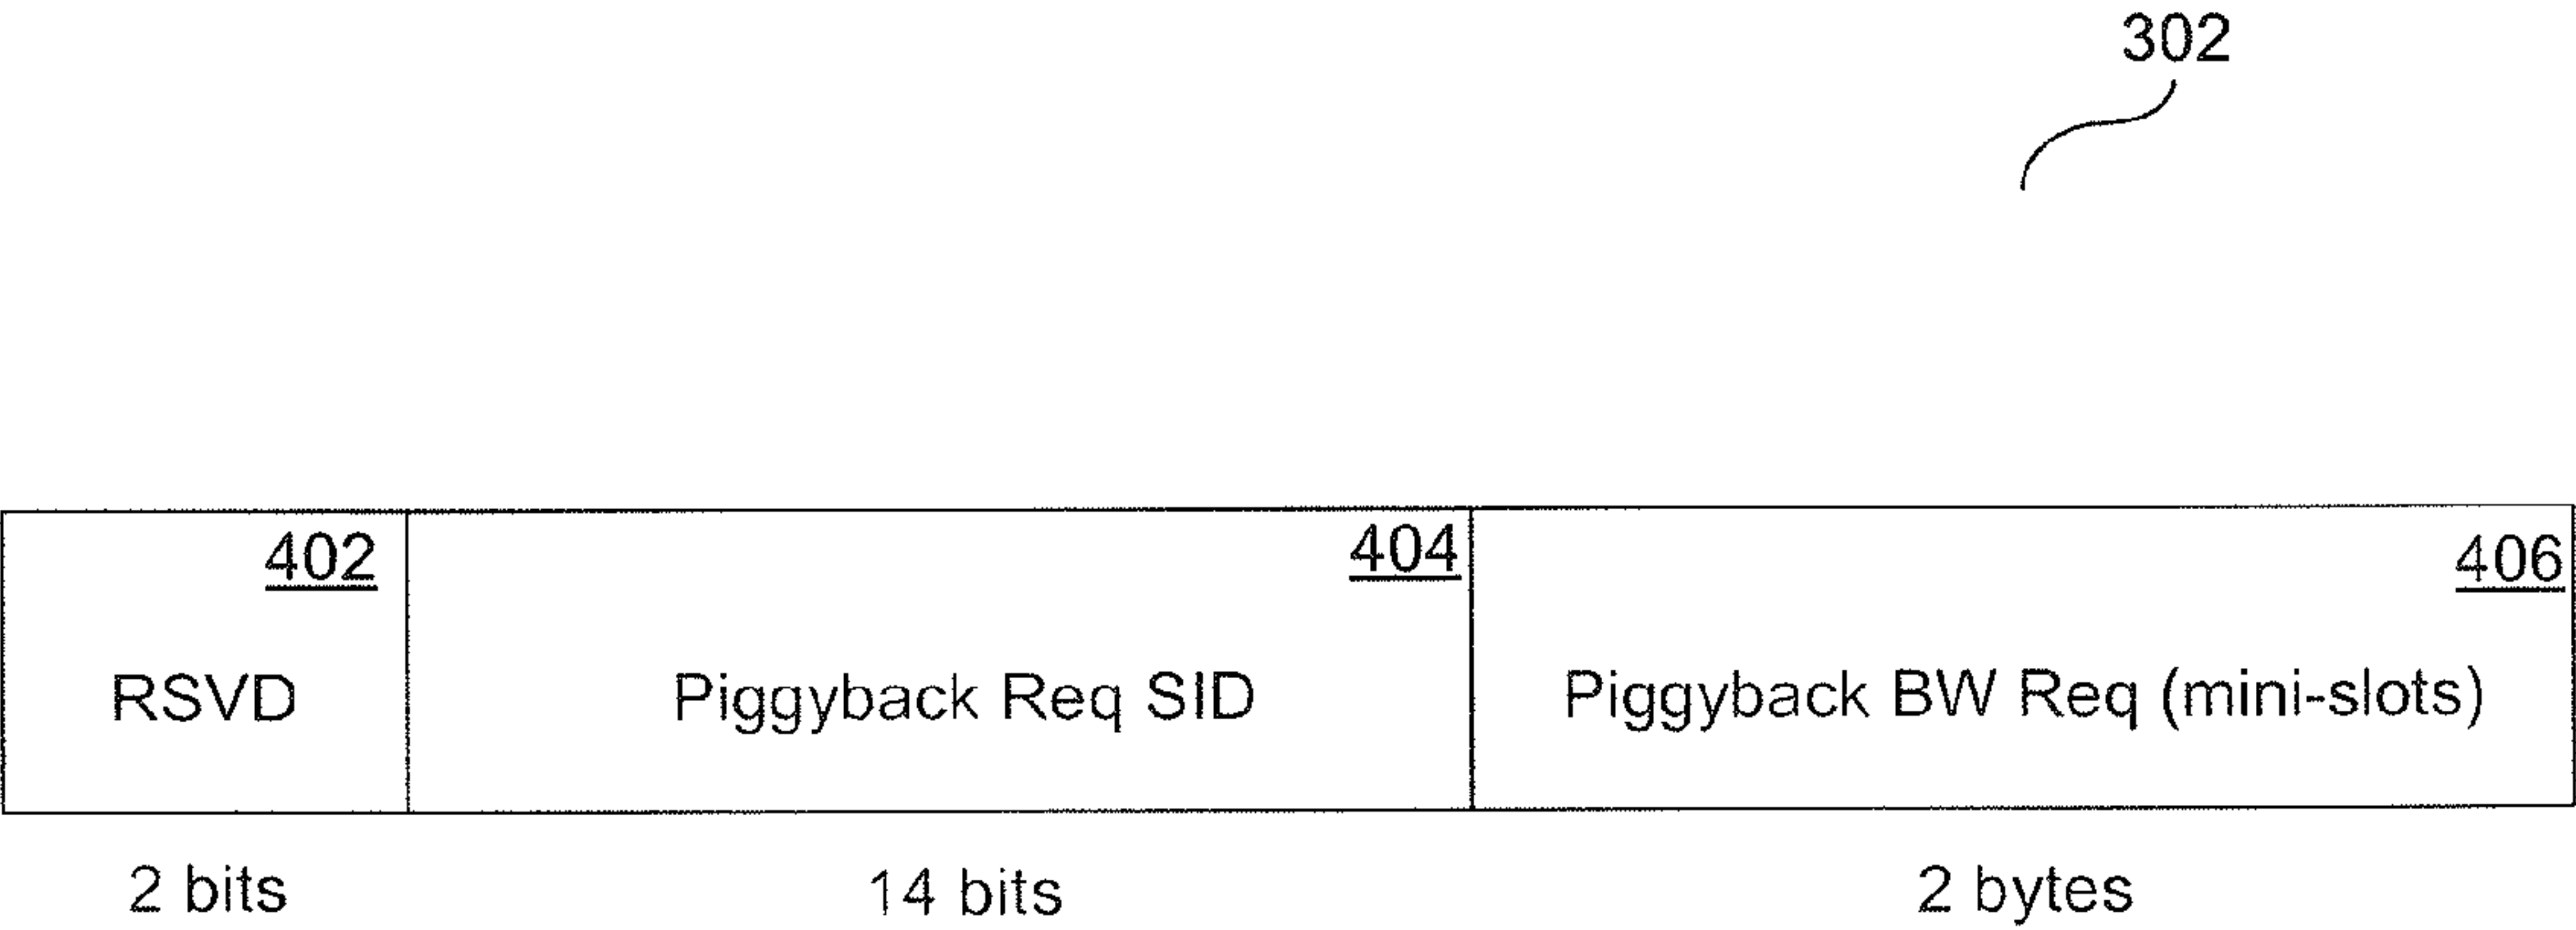 302
402 404 406
RSVD Piggyback Req SID Piggyback BW Req (mini-slots)
2 bits 14 bits 2 bytes